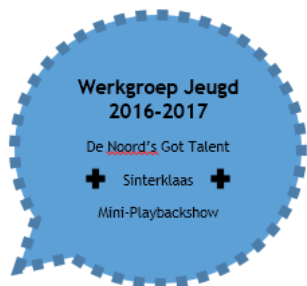 Werkgroep Jeugd
2016-2017
De Noord's Got Talent
Sinterklaas
Mini-Playbackshow